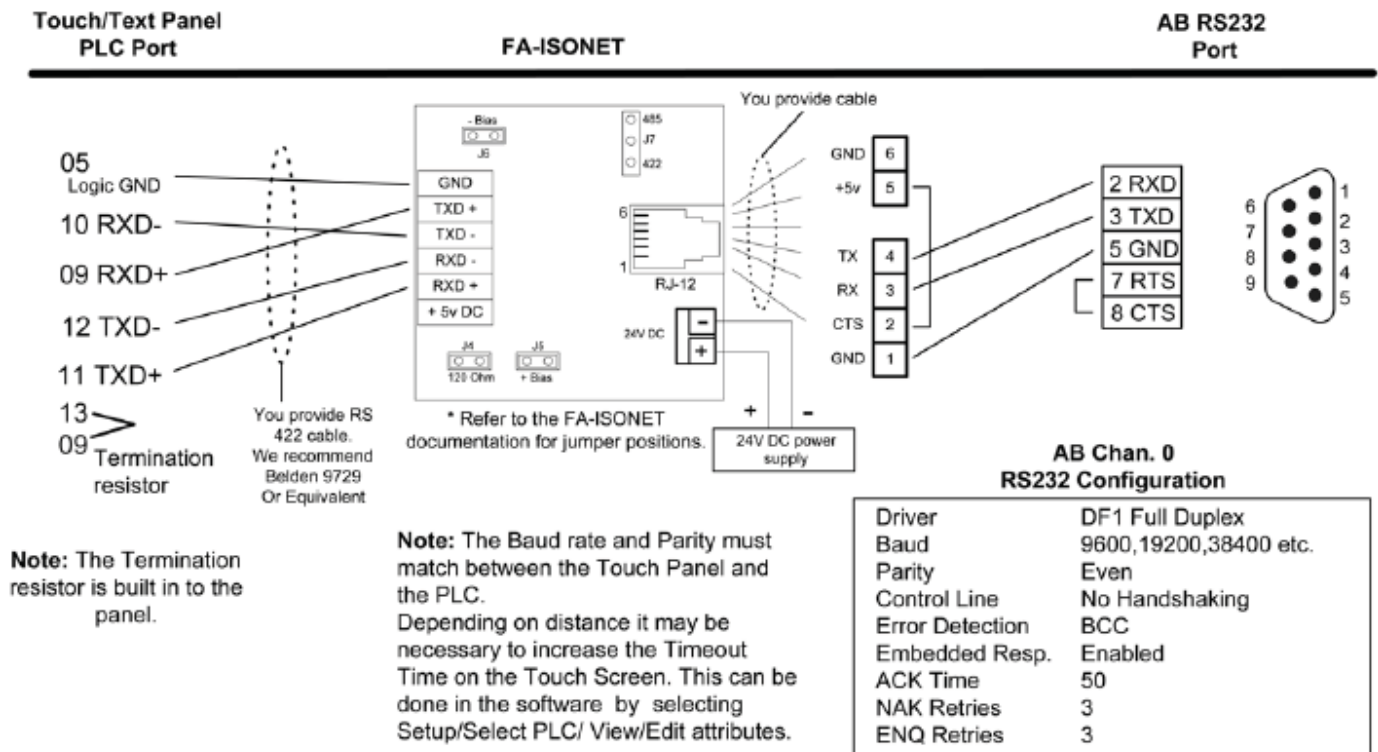 Touch/Text Panel
PLC Port
FA-ISONET
AB RS232
Port
You provide cable
05
Logic GND
10 RXD-
09 RXD+
12 TXD-
11 TXD+
13
09
Termination
resistor
You provide RS
422 cable.
We recommend
Belden 9729
Or Equivalent
- Bias
J6
485
J7
422
GND
TXD +
TXD -
RXD -
RXD +
+ 5v DC
6
1
RJ-12
24V DC
-
+
J4
120 Ohm
J5
+ Bias
* Refer to the FA-ISONET
documentation for jumper positions.
+ -
24V DC power
supply
GND 6
+5v 5
TX 4
RX 3
CTS 2
GND 1
2 RXD
3 TXD
5 GND
7 RTS
8 CTS
1
6
2
7
3
8
4
9
5
Note: The Termination
resistor is built in to the
panel.
Note: The Baud rate and Parity must
match between the Touch Panel and
the PLC.
Depending on distance it may be
necessary to increase the Timeout
Time on the Touch Screen. This can be
done in the software by selecting
Setup/Select PLC/ View/Edit attributes.
AB Chan. 0
RS232 Configuration
Driver DF1 Full Duplex
Baud 9600,19200,38400 etc.
Parity Even
Control Line No Handshaking
Error Detection BCC
Embedded Resp. Enabled
ACK Time 50
NAK Retries 3
ENQ Retries 3